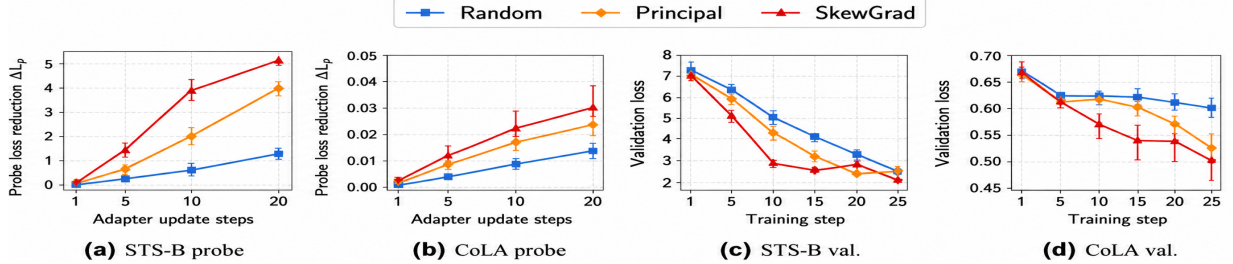 Random Principal SkewGrad
Probe loss reduction ΔLₚ
5
4
3
2
1
0
1 5 10 20
Adapter update steps
(a) STS-B probe
Probe loss reduction ΔLₚ
0.05
0.04
0.03
0.02
0.01
0.00
1 5 10 20
Adapter update steps
(b) CoLA probe
Validation loss
8
7
6
5
4
3
2
1 5 10 15 20 25
Training step
(c) STS-B val.
Validation loss
0.70
0.65
0.60
0.55
0.50
0.45
1 5 10 15 20 25
Training step
(d) CoLA val.